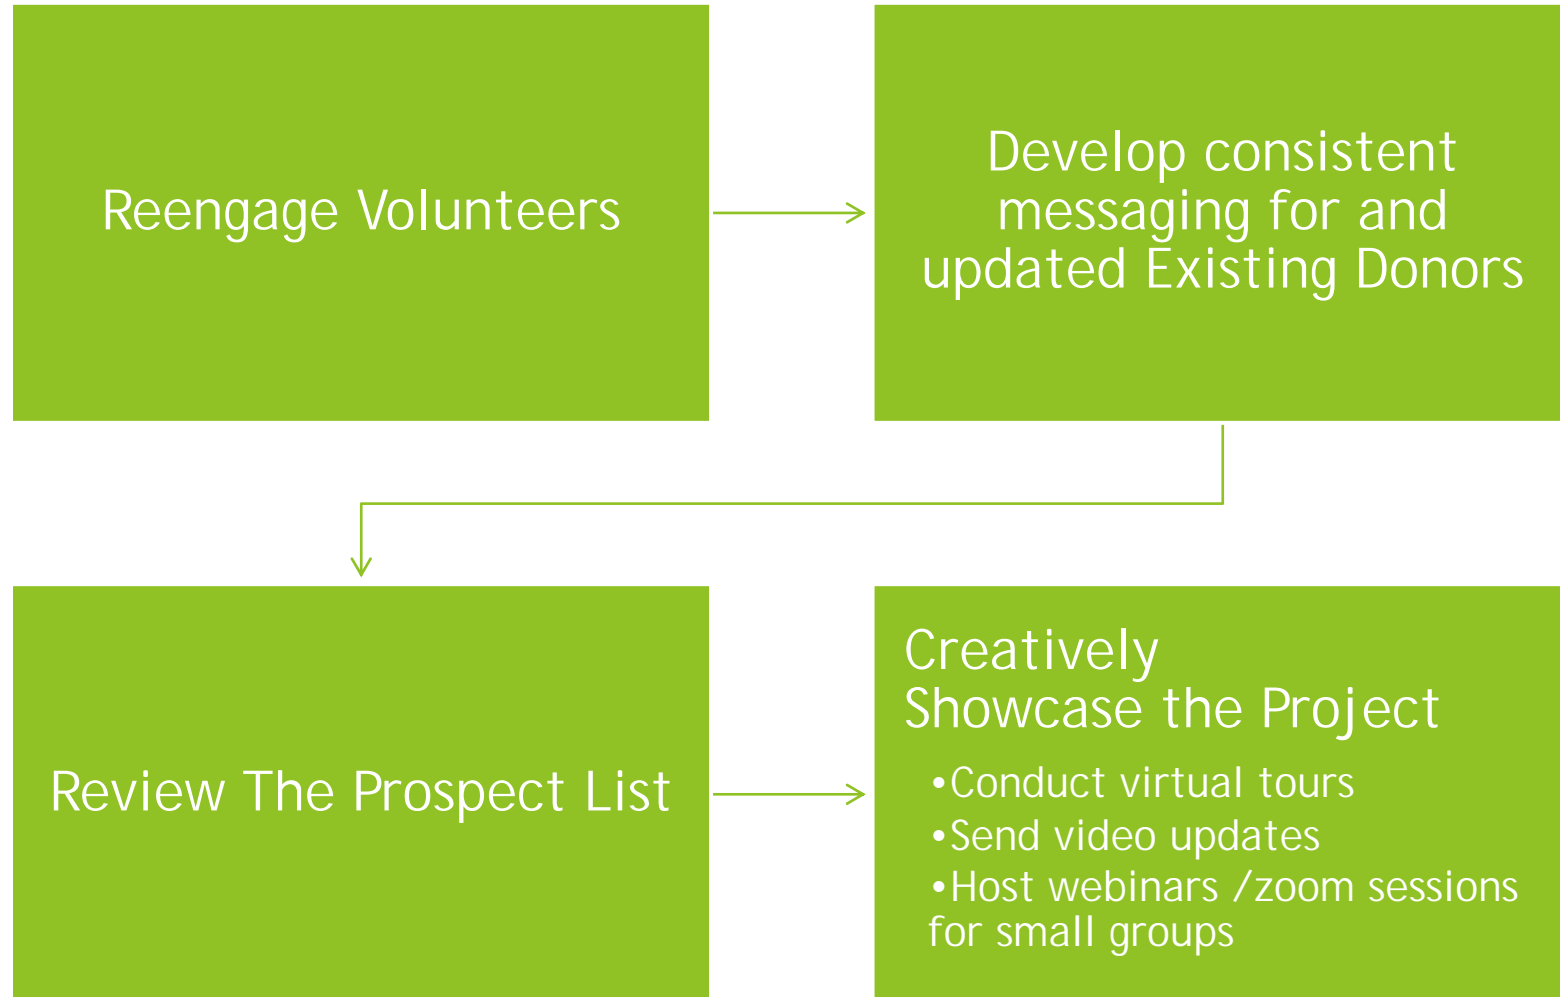 Reengage Volunteers
Develop consistent
messaging for and
updated Existing Donors
Review The Prospect List
Creatively
Showcase the Project
•Conduct virtual tours
•Send video updates
•Host webinars /zoom sessions
for small groups